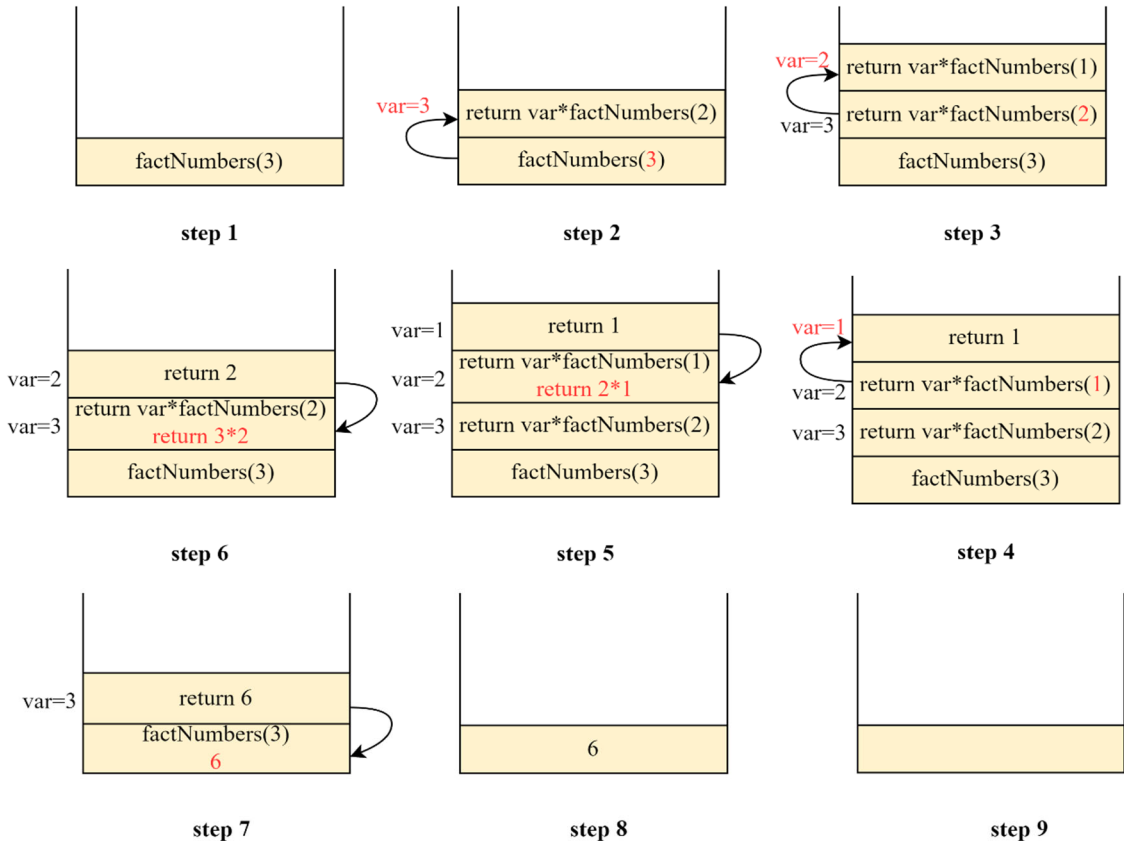 factNumbers(3)
step 1
var=3
return var*factNumbers(2)
factNumbers(3)
step 2
var=2
return var*factNumbers(1)
return var*factNumbers(2)
var=3
factNumbers(3)
step 3
var=2
return 2
return var*factNumbers(2)
var=3
return 3*2
factNumbers(3)
step 6
var=1
return 1
return var*factNumbers(1)
var=2
return 2*1
var=3
return var*factNumbers(2)
factNumbers(3)
step 5
var=1
return 1
return var*factNumbers(1)
var=2
var=3
return var*factNumbers(2)
factNumbers(3)
step 4
var=3
return 6
factNumbers(3)
6
step 7
6
step 8
step 9